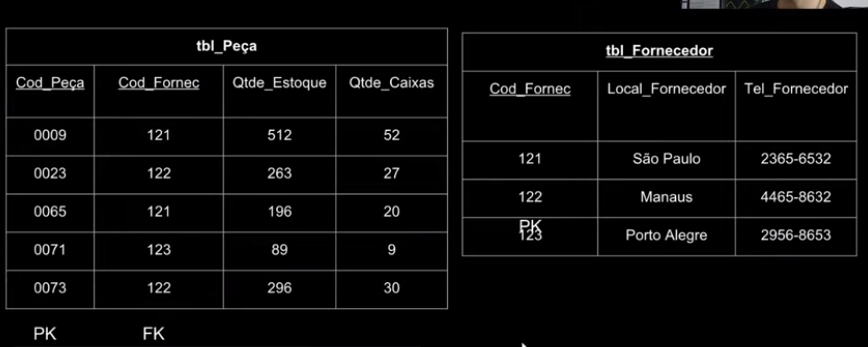 tbl_Peça
Cod_Peça Cod_Fornec Qtde_Estoque Qtde_Caixas
0009 121 512 52
0023 122 263 27
0065 121 196 20
0071 123 89 9
0073 122 296 30
PK FK
tbl_Fornecedor
Cod_Fornec Local_Fornecedor Tel_Fornecedor
121 São Paulo 2365-6532
122 Manaus 4465-8632
PK
123 Porto Alegre 2956-8653